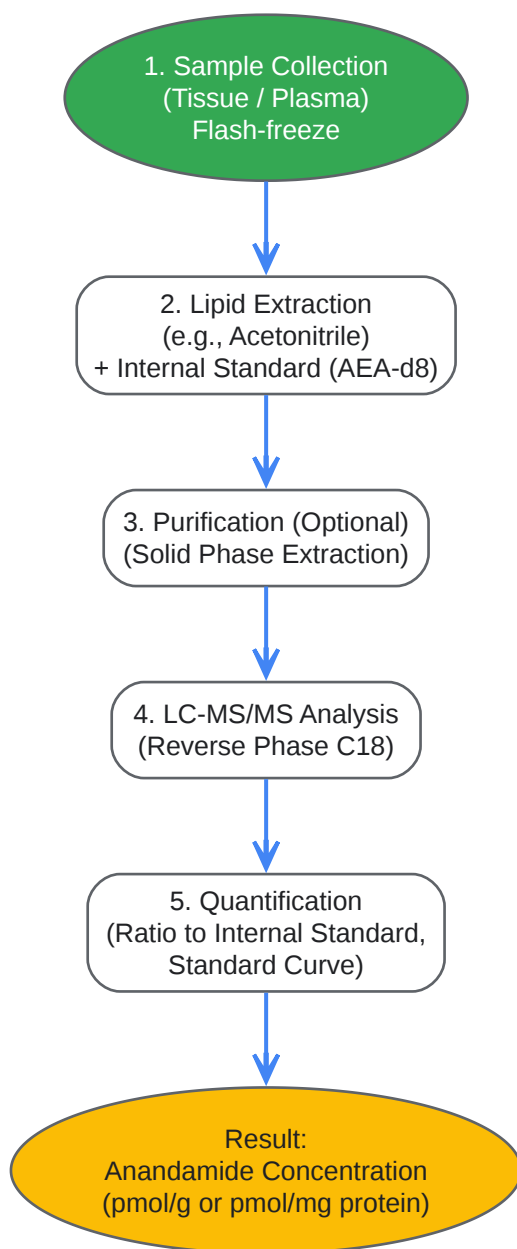 1. Sample Collection
(Tissue / Plasma)
Flash-freeze
2. Lipid Extraction
(e.g., Acetonitrile)
+ Internal Standard (AEA-d8)
3. Purification (Optional)
(Solid Phase Extraction)
4. LC-MS/MS Analysis
(Reverse Phase C18)
5. Quantification
(Ratio to Internal Standard,
Standard Curve)
Result:
Anandamide Concentration
(pmol/g or pmol/mg protein)